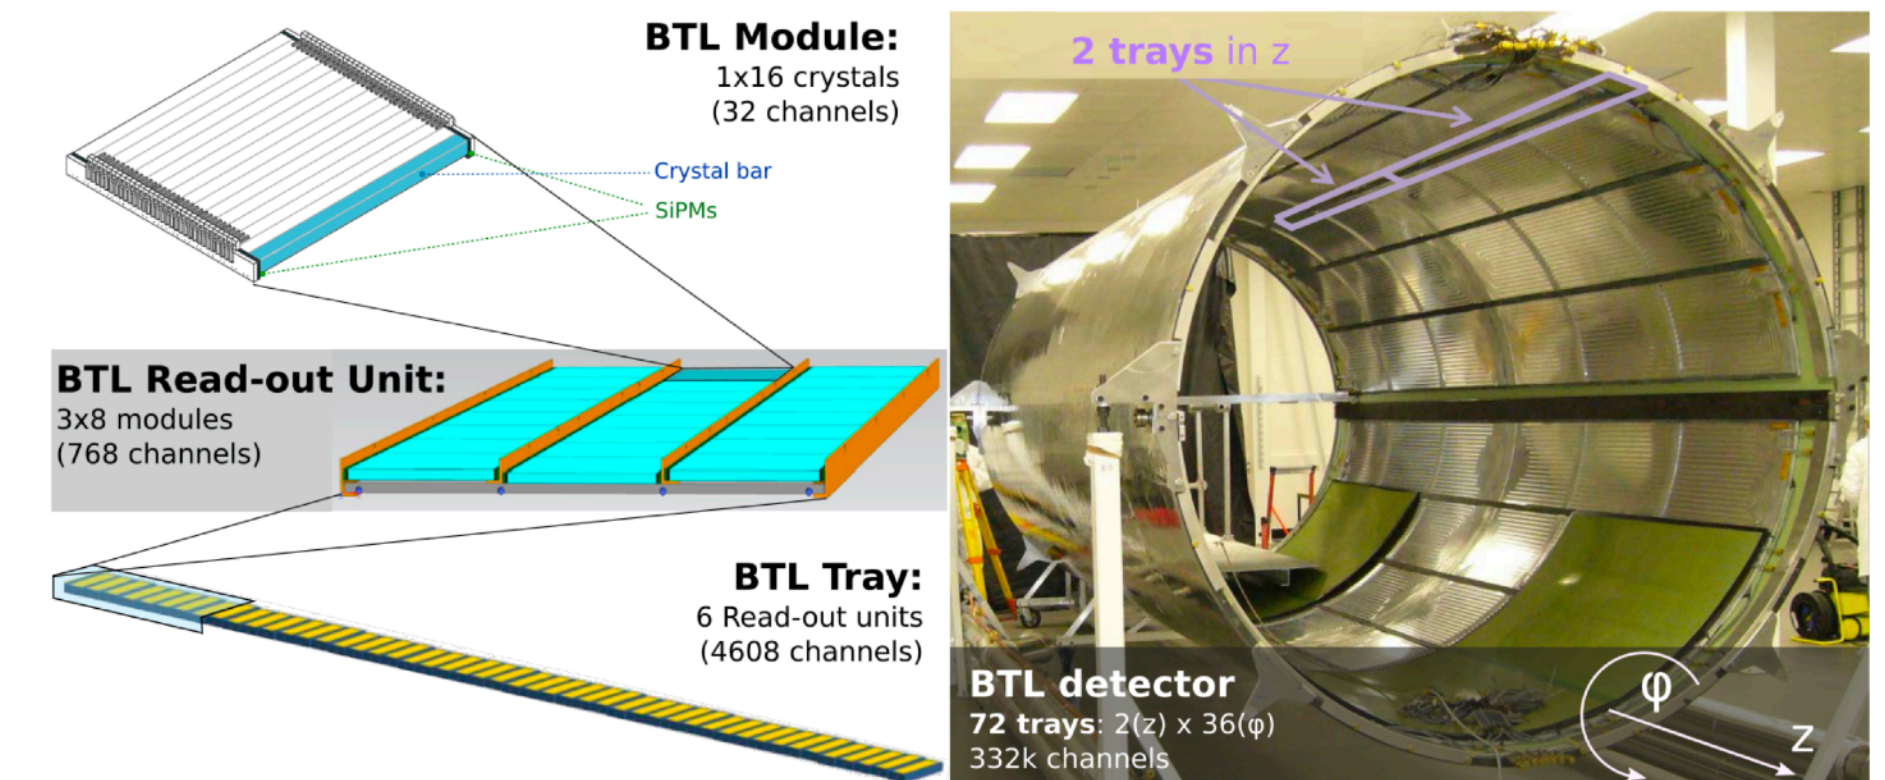 BTL Module:
1x16 crystals
(32 channels)
Crystal bar
SiPMs
BTL Read-out Unit:
3x8 modules
(768 channels)
BTL Tray:
6 Read-out units
(4608 channels)
2 trays in z
BTL detector
72 trays: 2(z) x 36(φ)
332k channels
φ
z